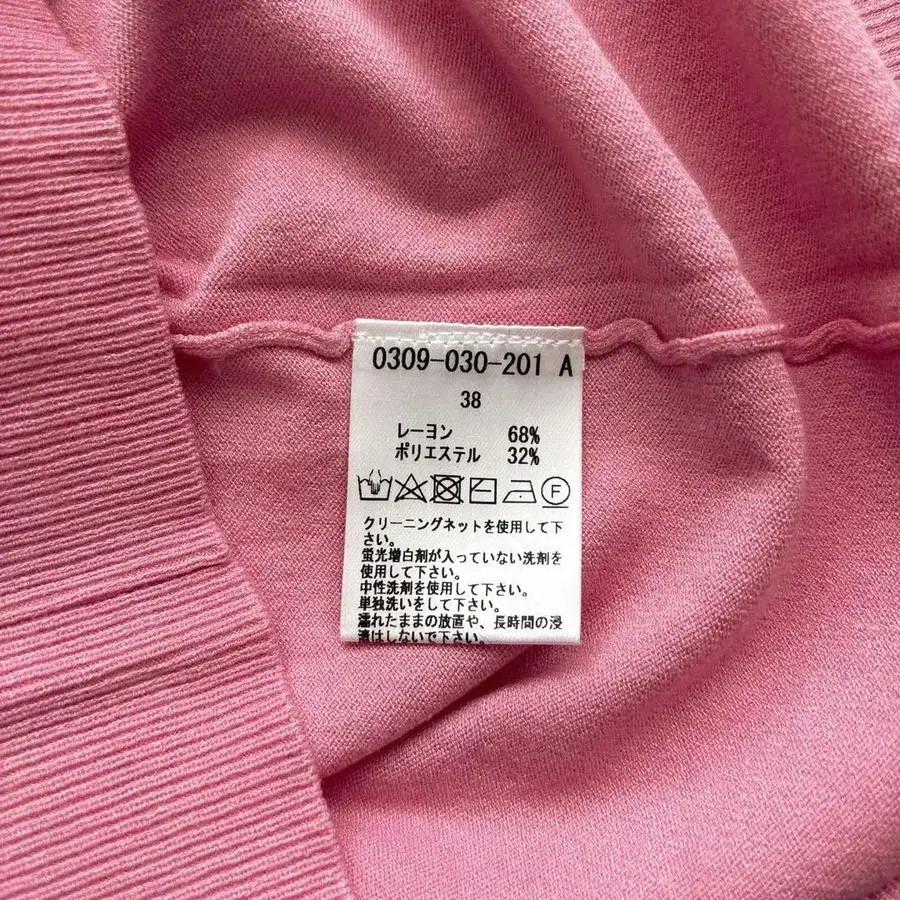 0309-030-201 A
38
レーヨン 68%
ポリエステル 32%
F
クリーニングネットを使用して下
さい。
蛍光増白剤が入っていない洗剤を
使用して下さい。
中性洗剤を使用して下さい。
単独洗いをして下さい。
濡れたままの放置や、長時間の浸
漬はしないで下さい。